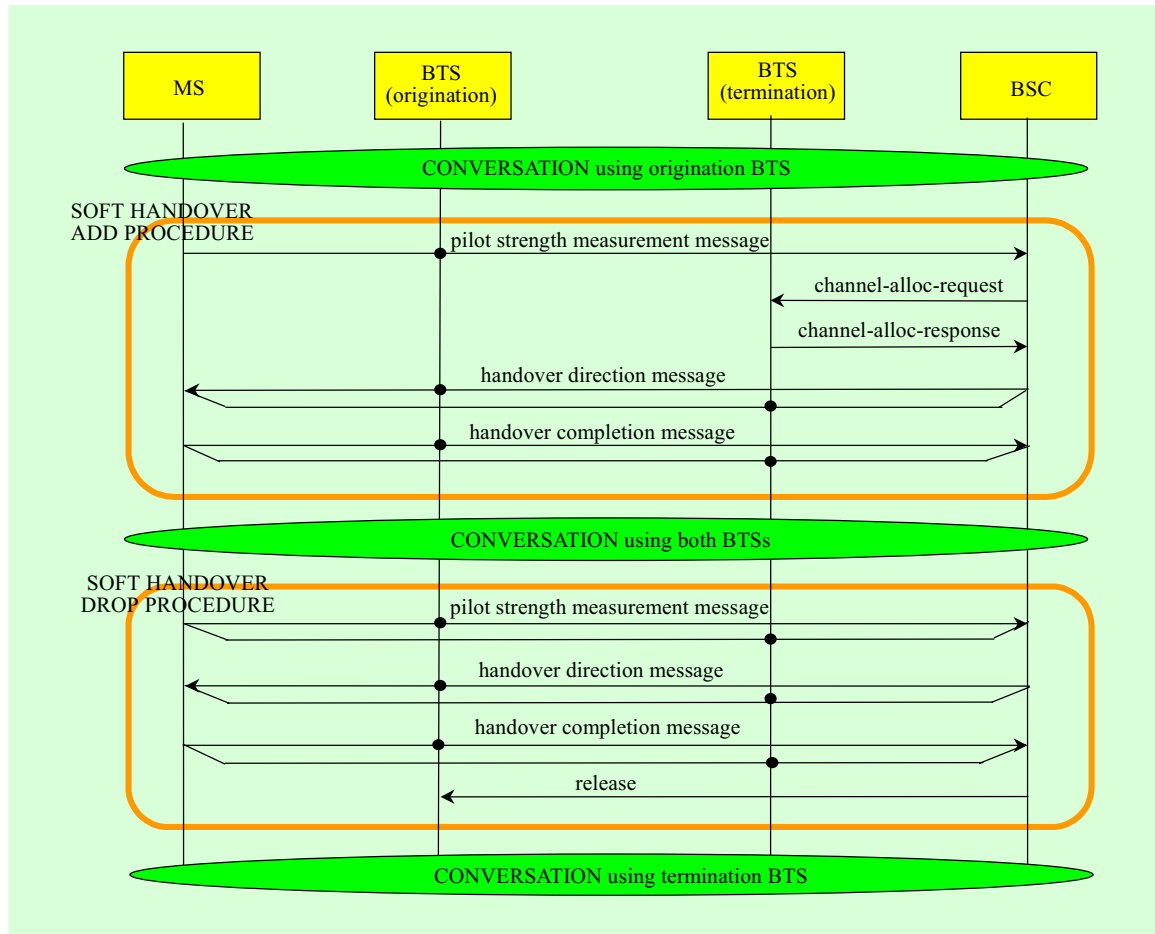 MS
BTS
(origination)
BTS
(termination)
BSC
CONVERSATION using origination BTS
SOFT HANDOVER
ADD PROCEDURE
pilot strength measurement message
channel-alloc-request
channel-alloc-response
handover direction message
handover completion message
CONVERSATION using both BTSs
SOFT HANDOVER
DROP PROCEDURE
pilot strength measurement message
handover direction message
handover completion message
release
CONVERSATION using termination BTS